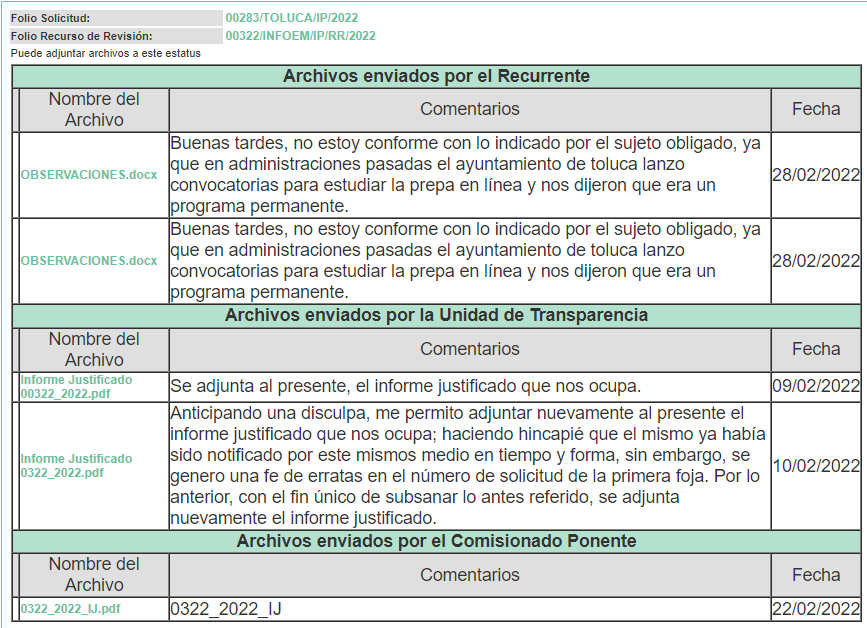 Folio Solicitud: 00283/TOLUCA/IP/2022
Folio Recurso de Revisión: 00322/INFOEM/IP/RR/2022
Puede adjuntar archivos a este estatus
Archivos enviados por el Recurrente
Nombre del
Archivo
Comentarios
Fecha
OBSERVACIONES.docx
Buenas tardes, no estoy conforme con lo indicado por el sujeto obligado, ya
que en administraciones pasadas el ayuntamiento de toluca lanzo
convocatorias para estudiar la prepa en línea y nos dijeron que era un
programa permanente.
28/02/2022
OBSERVACIONES.docx
Buenas tardes, no estoy conforme con lo indicado por el sujeto obligado, ya
que en administraciones pasadas el ayuntamiento de toluca lanzo
convocatorias para estudiar la prepa en línea y nos dijeron que era un
programa permanente.
28/02/2022
Archivos enviados por la Unidad de Transparencia
Nombre del
Archivo
Comentarios
Fecha
Informe Justificado
00322_2022.pdf
Se adjunta al presente, el informe justificado que nos ocupa.
09/02/2022
Informe Justificado
0322_2022.pdf
Anticipando una disculpa, me permito adjuntar nuevamente al presente el
informe justificado que nos ocupa; haciendo hincapié que el mismo ya había
sido notificado por este mismos medio en tiempo y forma, sin embargo, se
genero una fe de erratas en el número de solicitud de la primera foja. Por lo
anterior, con el fin único de subsanar lo antes referido, se adjunta
nuevamente el informe justificado.
10/02/2022
Archivos enviados por el Comisionado Ponente
Nombre del
Archivo
Comentarios
Fecha
0322_2022_IJ.pdf
0322_2022_IJ
22/02/2022